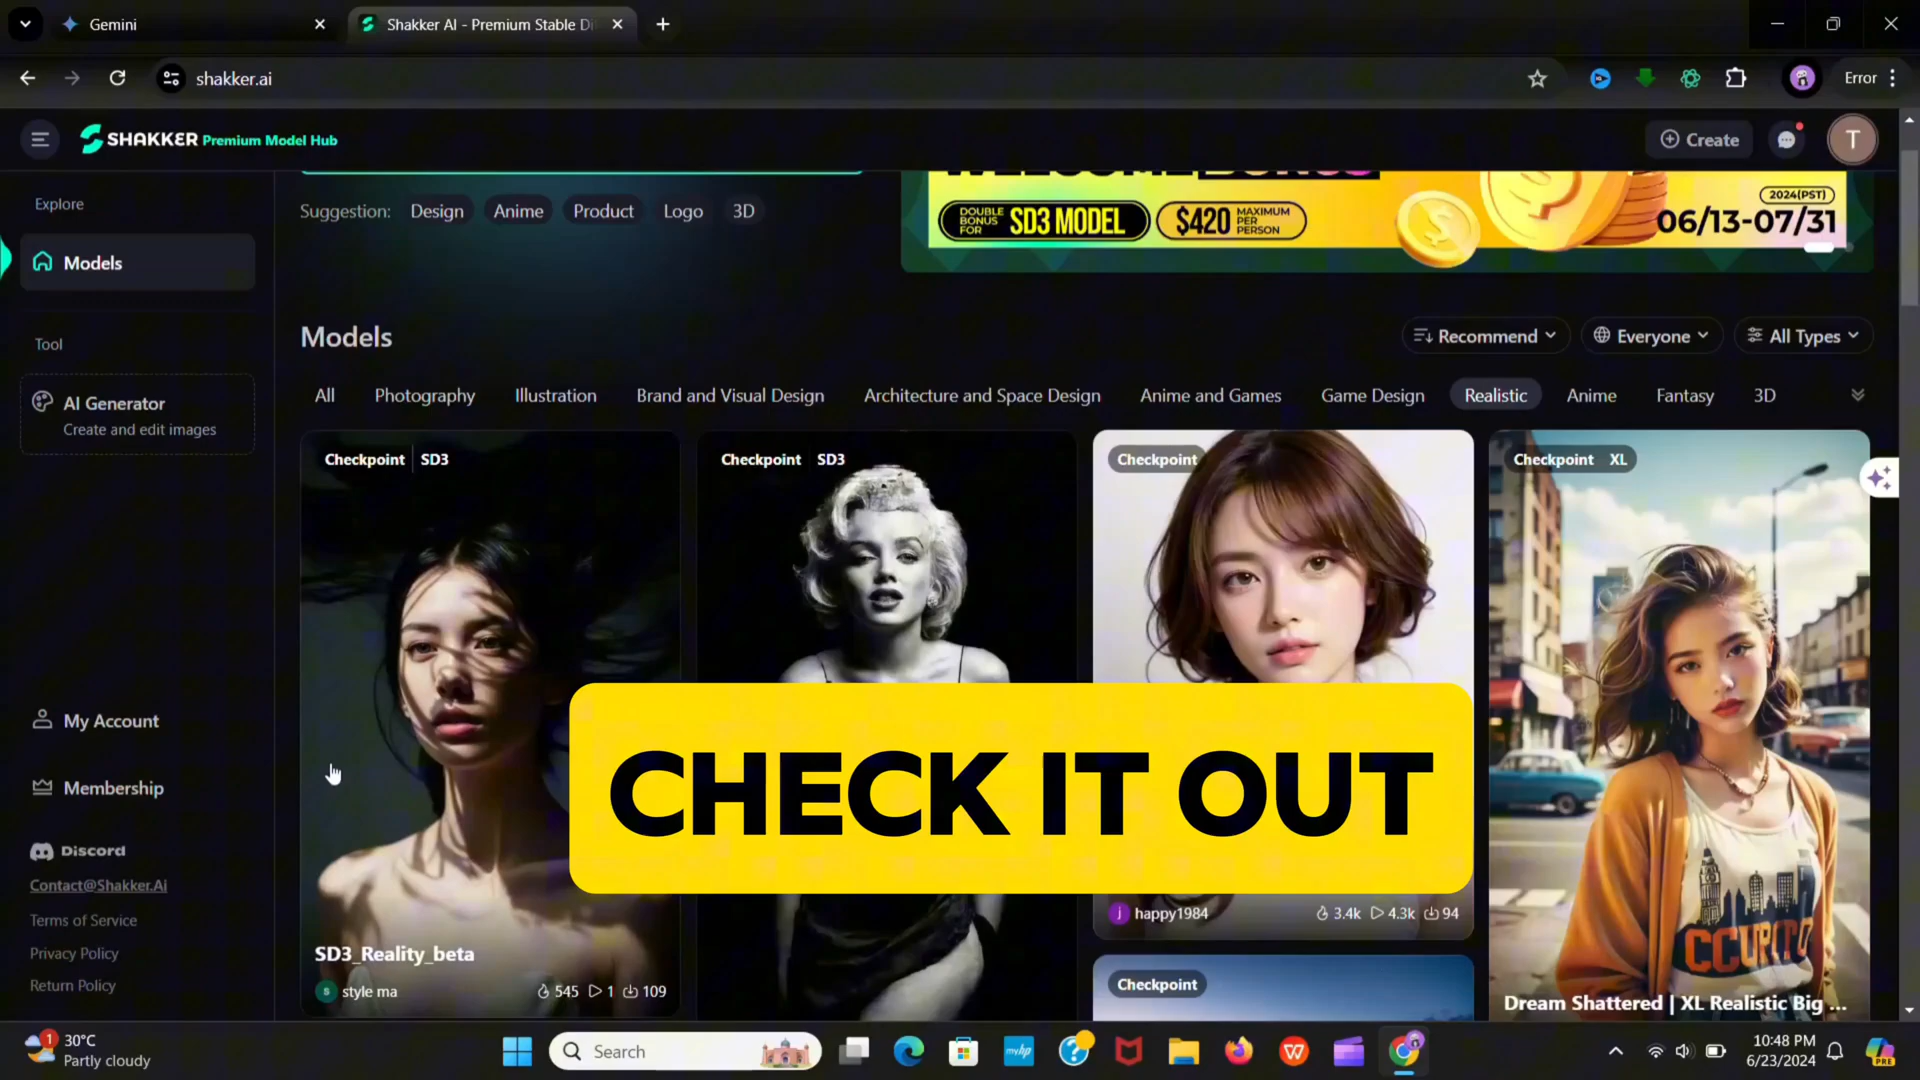 Gemini
Shakker AI - Premium Stable Di
shakker.ai
Error
SHAKKER Premium Model Hub
Create
T
Explore
Models
Tool
AI Generator
Create and edit images
My Account
Membership
Discord
Contact@Shakker.Ai
Terms of Service
Privacy Policy
Return Policy
Suggestion: Design Anime Product Logo 3D
WELCOME BONUS
DOUBLE BONUS FOR SD3 MODEL
$420 MAXIMUM PER PERSON
2024(PST)
06/13-07/31
Models
Recommend Everyone All Types
All Photography Illustration Brand and Visual Design Architecture and Space Design Anime and Games Game Design Realistic Anime Fantasy 3D
Checkpoint SD3
Checkpoint SD3
Checkpoint
Checkpoint XL
CHECK IT OUT
j happy1984 3.4k 4.3k 94
SD3_Reality_beta
s style ma 545 1 109
Checkpoint
Dream Shattered | XL Realistic Big ...
1
30°C
Partly cloudy
Search
myhp
W
PRE
10:48 PM
6/23/2024